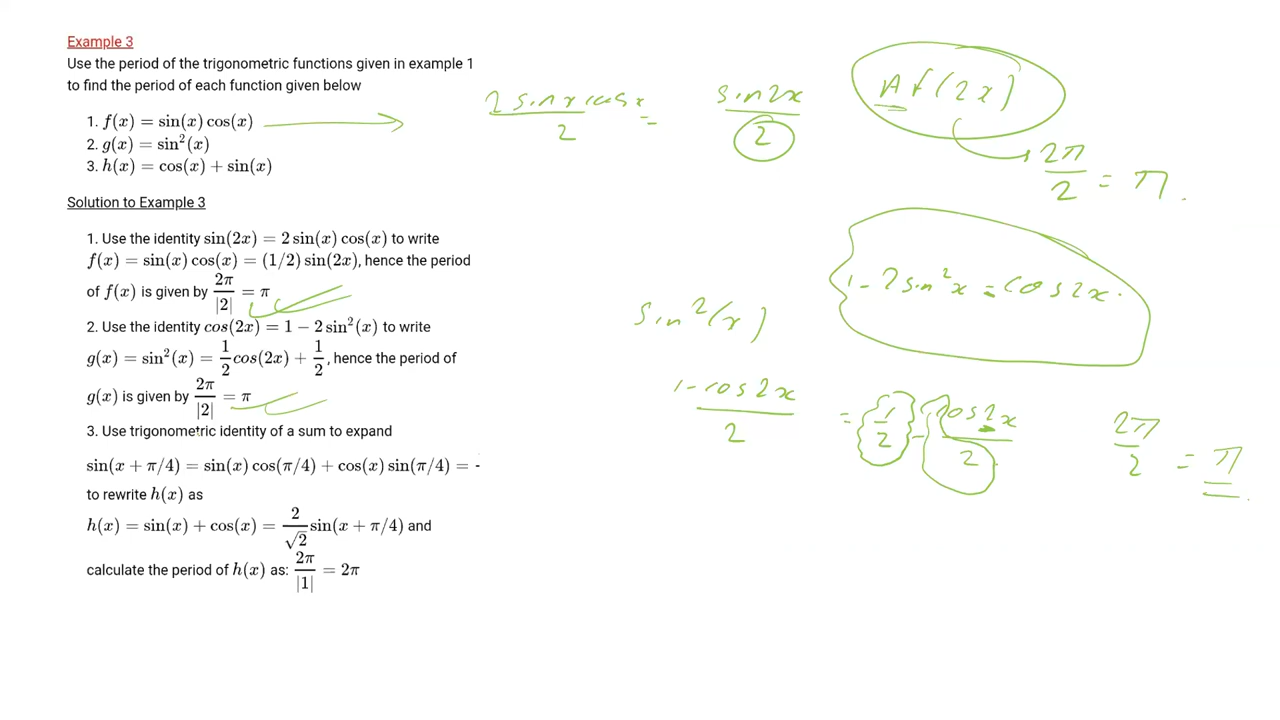 Example 3
Use the period of the trigonometric functions given in example 1
to find the period of each function given below
1. f(x) = sin(x) cos(x)
2. g(x) = sin²(x)
3. h(x) = cos(x) + sin(x)
Solution to Example 3
1. Use the identity sin(2x) = 2 sin(x) cos(x) to write
f(x) = sin(x) cos(x) = (1/2) sin(2x), hence the period
of f(x) is given by 2π/|2| = π
2. Use the identity cos(2x) = 1 − 2 sin²(x) to write
g(x) = sin²(x) = 1/2 cos(2x) + 1/2, hence the period of
g(x) is given by 2π/|2| = π
3. Use trigonometric identity of a sum to expand
sin(x + π/4) = sin(x) cos(π/4) + cos(x) sin(π/4) =
to rewrite h(x) as
h(x) = sin(x) + cos(x) = 2/√2 sin(x + π/4) and
calculate the period of h(x) as: 2π/|1| = 2π
2 sin x cos x / 2 = sin 2x / 2
A f(2x)
2π/2 = π.
1 - 2 sin² x = cos 2x.
sin²(x)
1 - cos 2x / 2 = 1/2 - cos 2x / 2
2π/2 = π